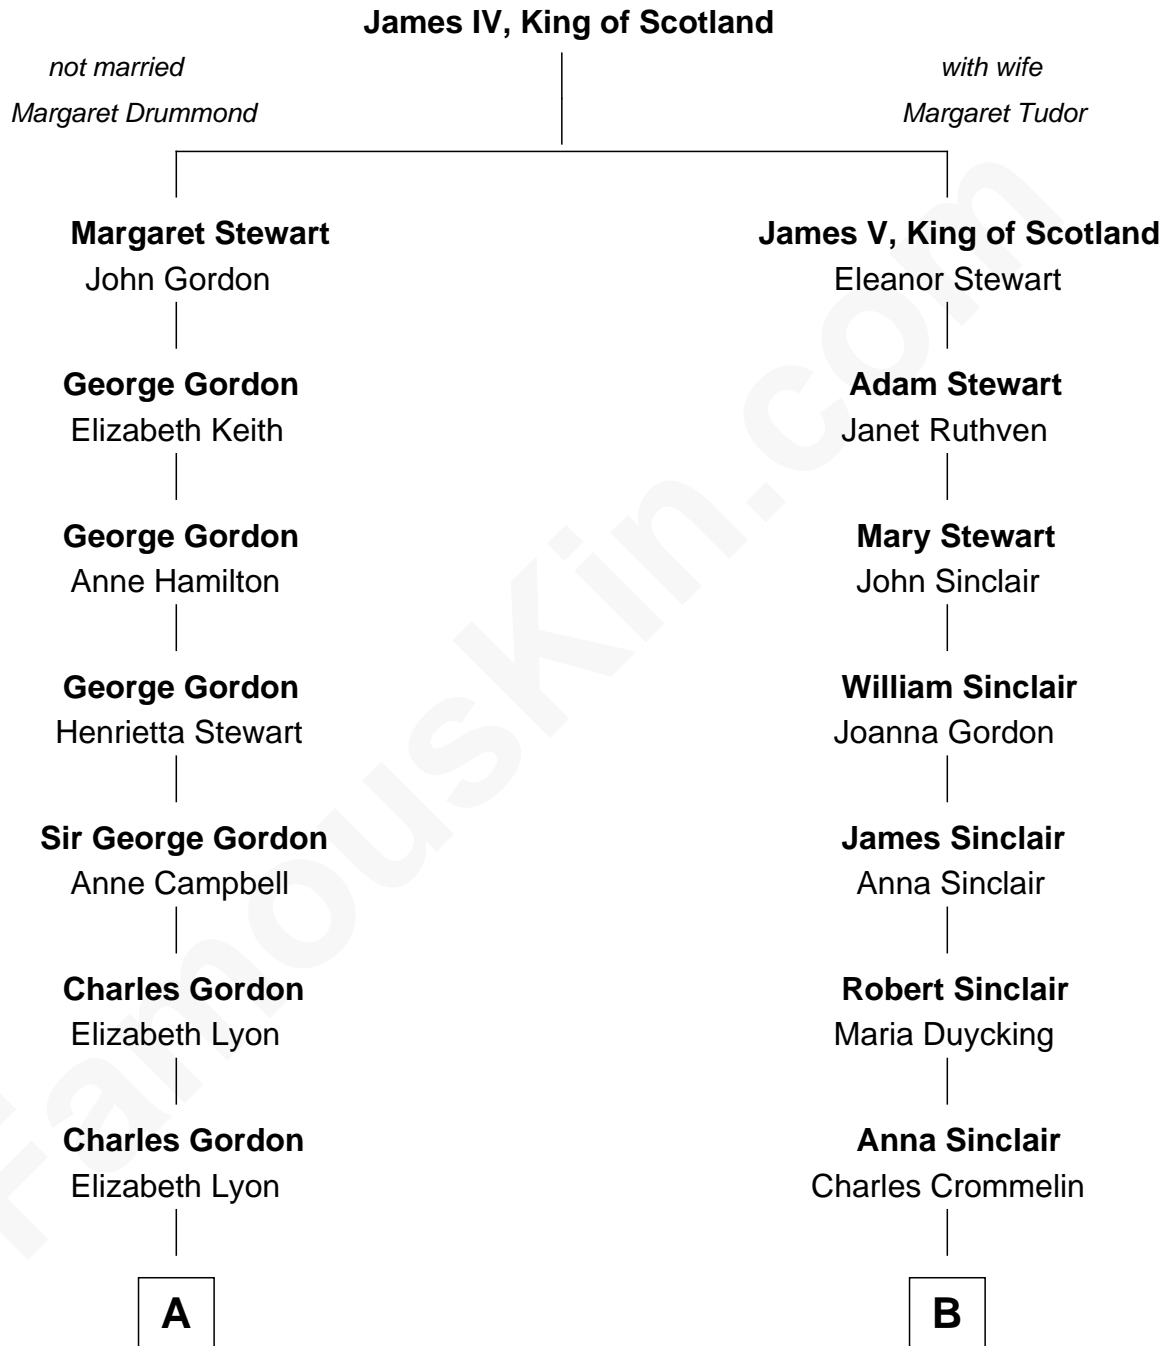 James IV, King of Scotland
not married
Margaret Drummond
with wife
Margaret Tudor
Margaret Stewart
John Gordon
James V, King of Scotland
Eleanor Stewart
George Gordon
Elizabeth Keith
Adam Stewart
Janet Ruthven
George Gordon
Anne Hamilton
Mary Stewart
John Sinclair
George Gordon
Henrietta Stewart
William Sinclair
Joanna Gordon
Sir George Gordon
Anne Campbell
James Sinclair
Anna Sinclair
Charles Gordon
Elizabeth Lyon
Robert Sinclair
Maria Duycking
Charles Gordon
Elizabeth Lyon
Anna Sinclair
Charles Crommelin
A
B
FamousKin.com